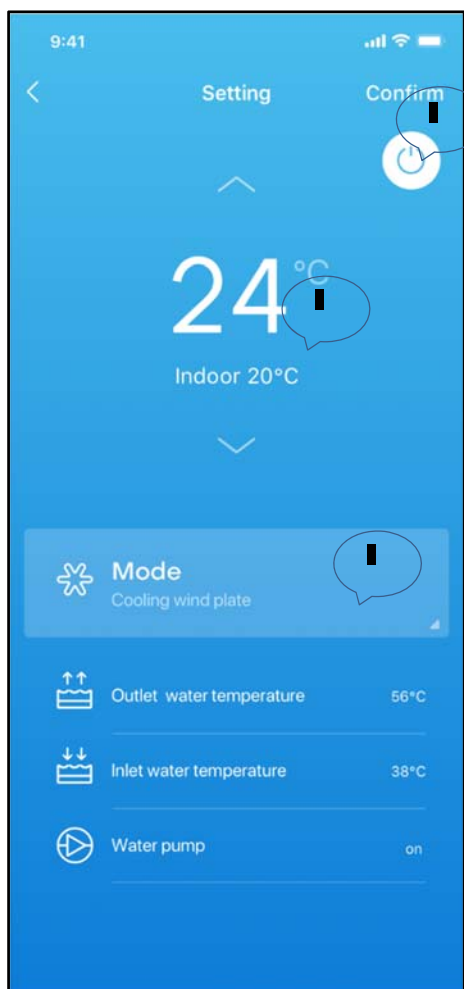 9:41
Setting
Confirm
24 °C
Indoor 20°C
Mode
Cooling wind plate
Outlet water temperature 56°C
Inlet water temperature 38°C
Water pump on